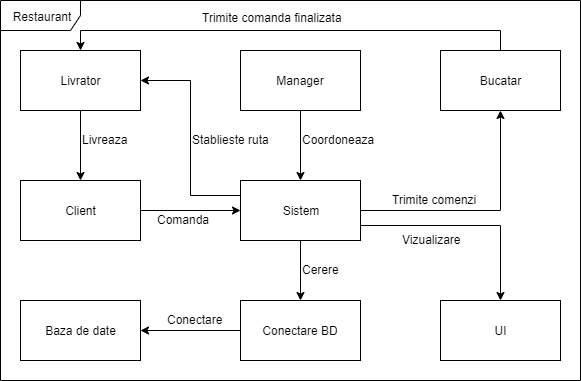 Restaurant
Trimite comanda finalizata
Livrator
Manager
Bucatar
Livreaza
Stablieste ruta
Coordoneaza
Client
Comanda
Sistem
Trimite comenzi
Vizualizare
Cerere
Baza de date
Conectare
Conectare BD
UI